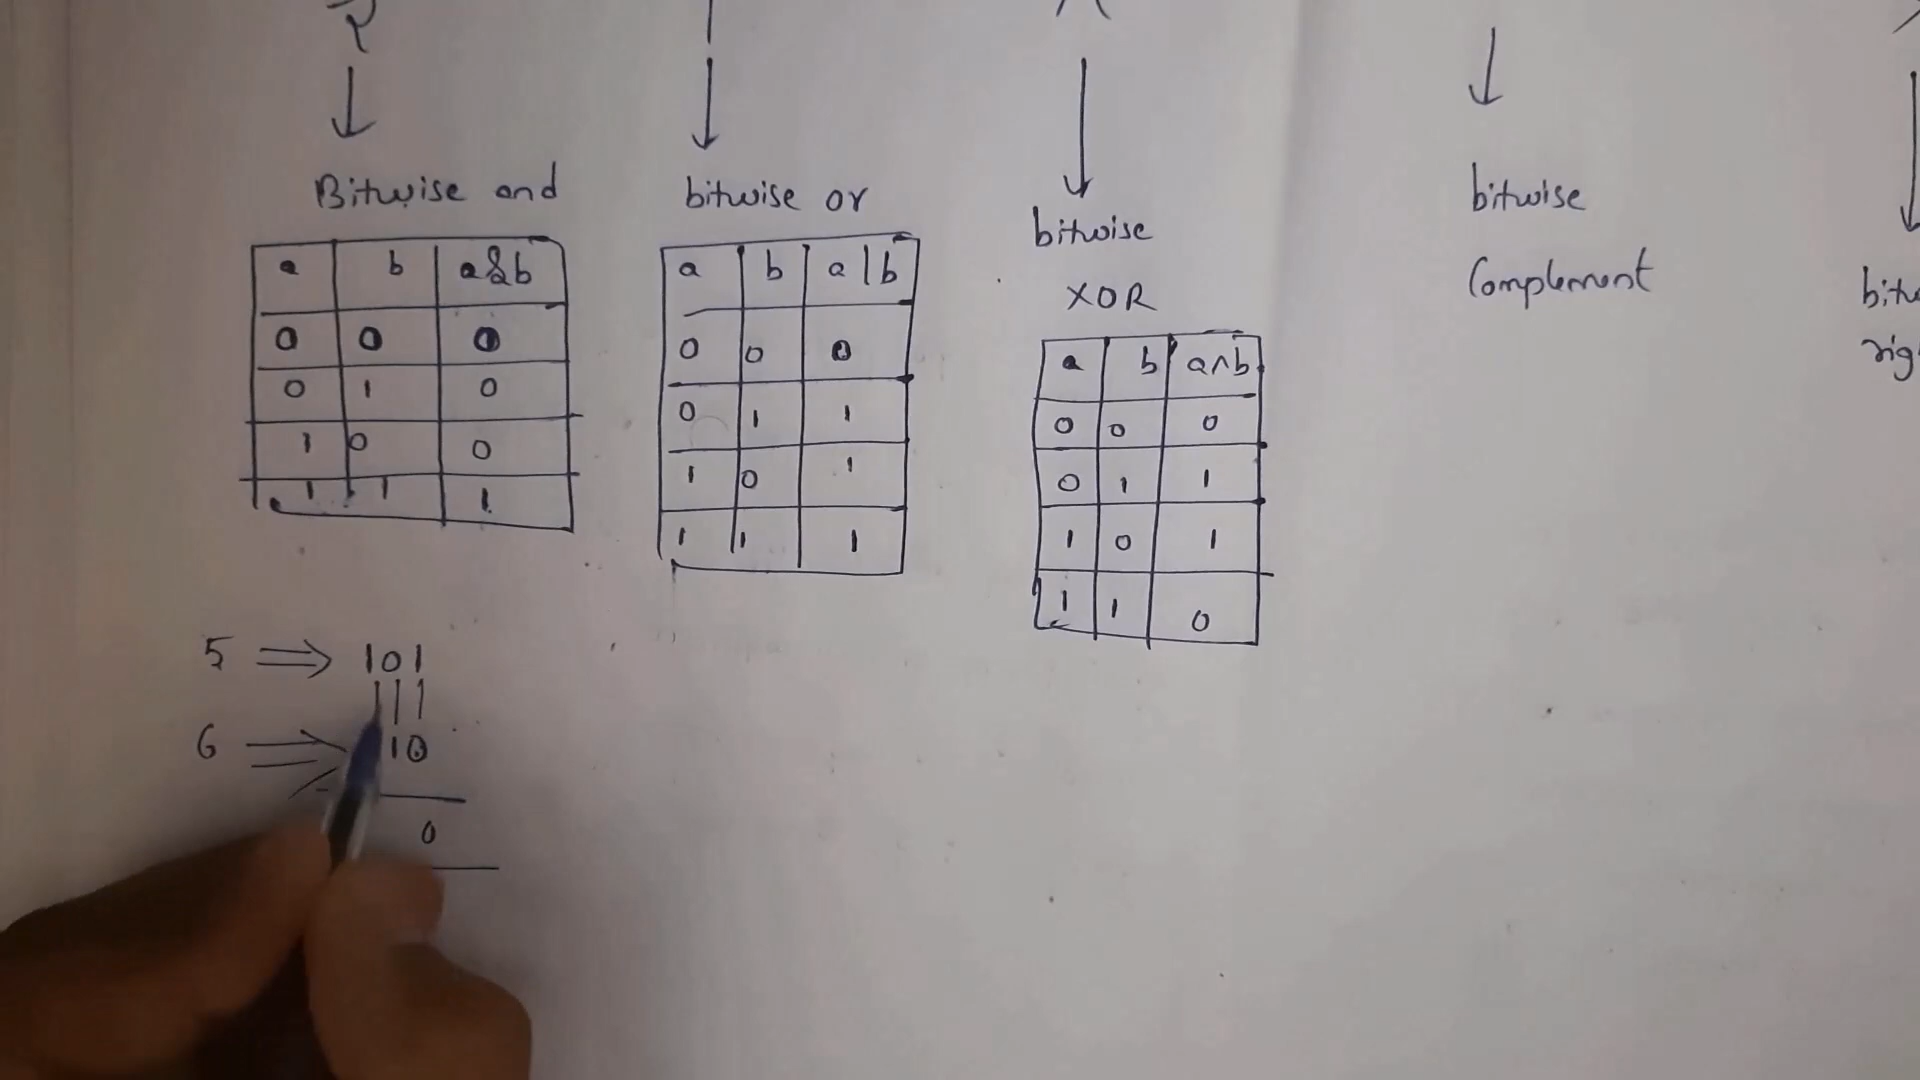 &
|
^
Bitwise and
a b a&b
0 0 0
0 1 0
1 0 0
1 1 1
bitwise or
a b a|b
0 0 0
0 1 1
1 0 1
1 1 1
bitwise
XOR
a b a^b
0 0 0
0 1 1
1 0 1
1 1 0
bitwise
Complement
5 ⇒ 101
6 ⇒ 10
0